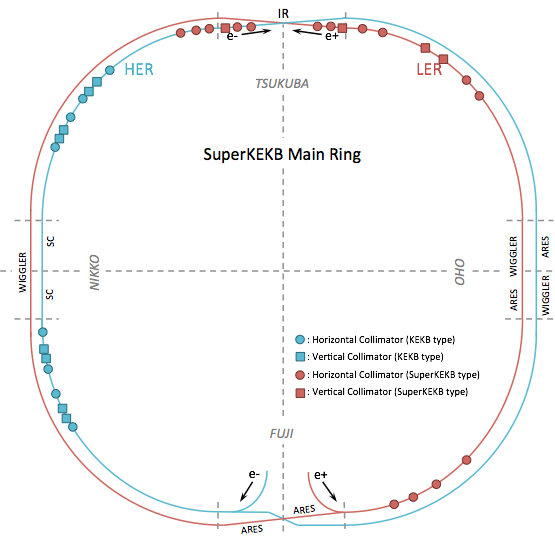 IR
e-
e+
HER
LER
TSUKUBA
SuperKEKB Main Ring
SC
WIGGLER
ARES
WIGGLER
NIKKO
OHO
SC
ARES
WIGGLER
: Horizontal Collimator (KEKB type)
: Vertical Collimator (KEKB type)
: Horizontal Collimator (SuperKEKB type)
: Vertical Collimator (SuperKEKB type)
FUJI
e-
e+
ARES
ARES